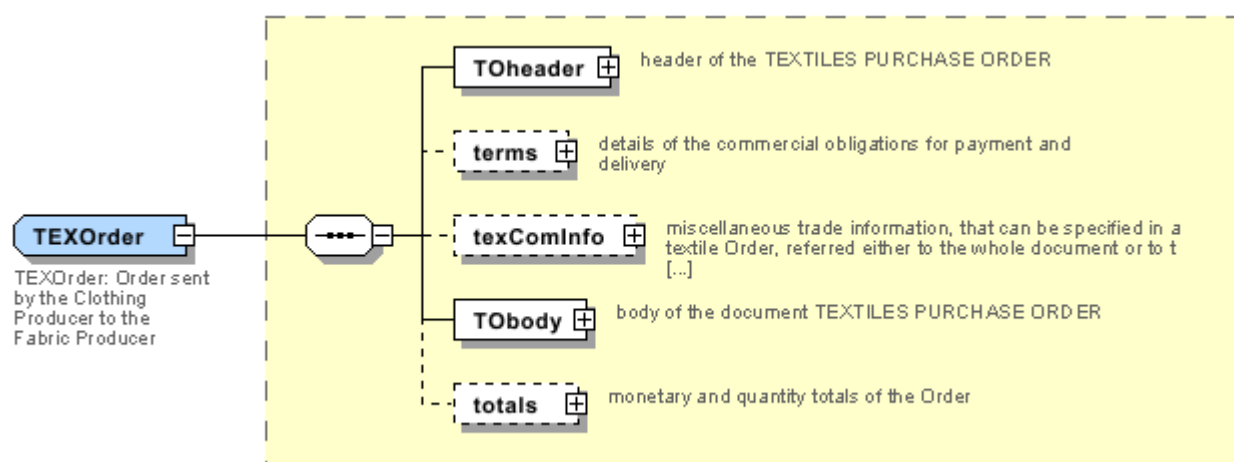 TOheader
header of the TEXTILES PURCHASE ORDER
terms
details of the commercial obligations for payment and
delivery
TEXOrder
TEXOrder: Order sent
by the Clothing
Producer to the
Fabric Producer
texComInfo
miscellaneous trade information, that can be specified in a
textile Order, referred either to the whole document or to t
[...]
TObody
body of the document TEXTILES PURCHASE ORDER
totals
monetary and quantity totals of the Order